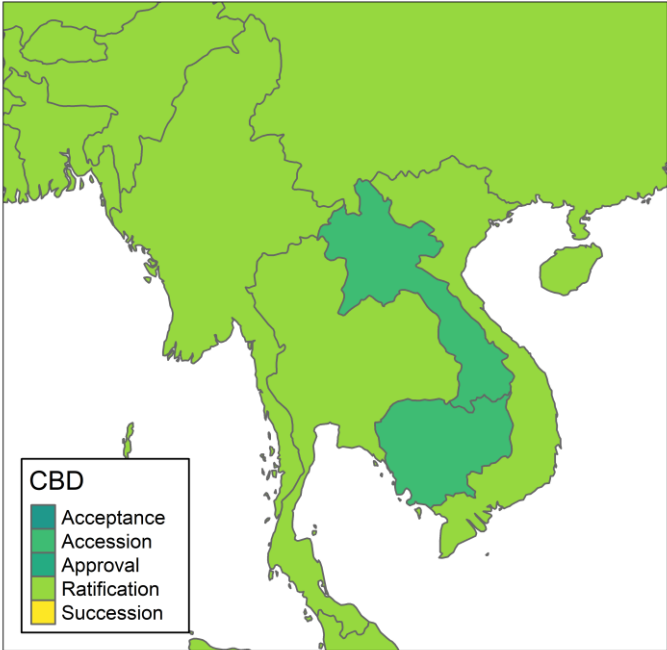 CBD
Acceptance
Accession
Approval
Ratification
Succession